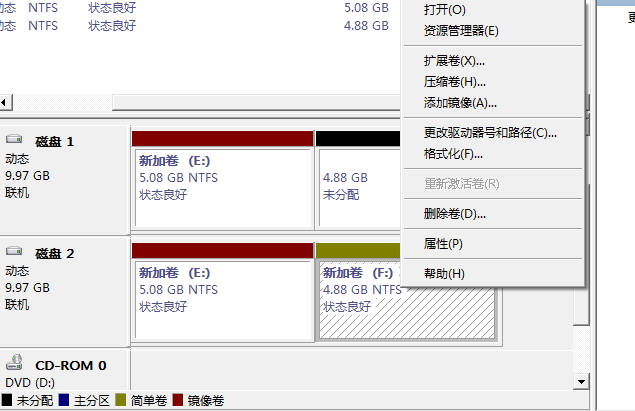 动态 NTFS 状态良好 5.08 GB
动态 NTFS 状态良好 4.88 GB
打开(O)
资源管理器(E)
扩展卷(X)...
压缩卷(H)...
添加镜像(A)...
更改驱动器号和路径(C)...
格式化(F)...
重新激活卷(R)
删除卷(D)...
属性(P)
帮助(H)
磁盘 1
动态
9.97 GB
联机
新加卷 (E:)
5.08 GB NTFS
状态良好
4.88 GB
未分配
磁盘 2
动态
9.97 GB
联机
新加卷 (E:)
5.08 GB NTFS
状态良好
新加卷 (F:)
4.88 GB NTFS
状态良好
CD-ROM 0
DVD (D:)
未分配 主分区 简单卷 镜像卷